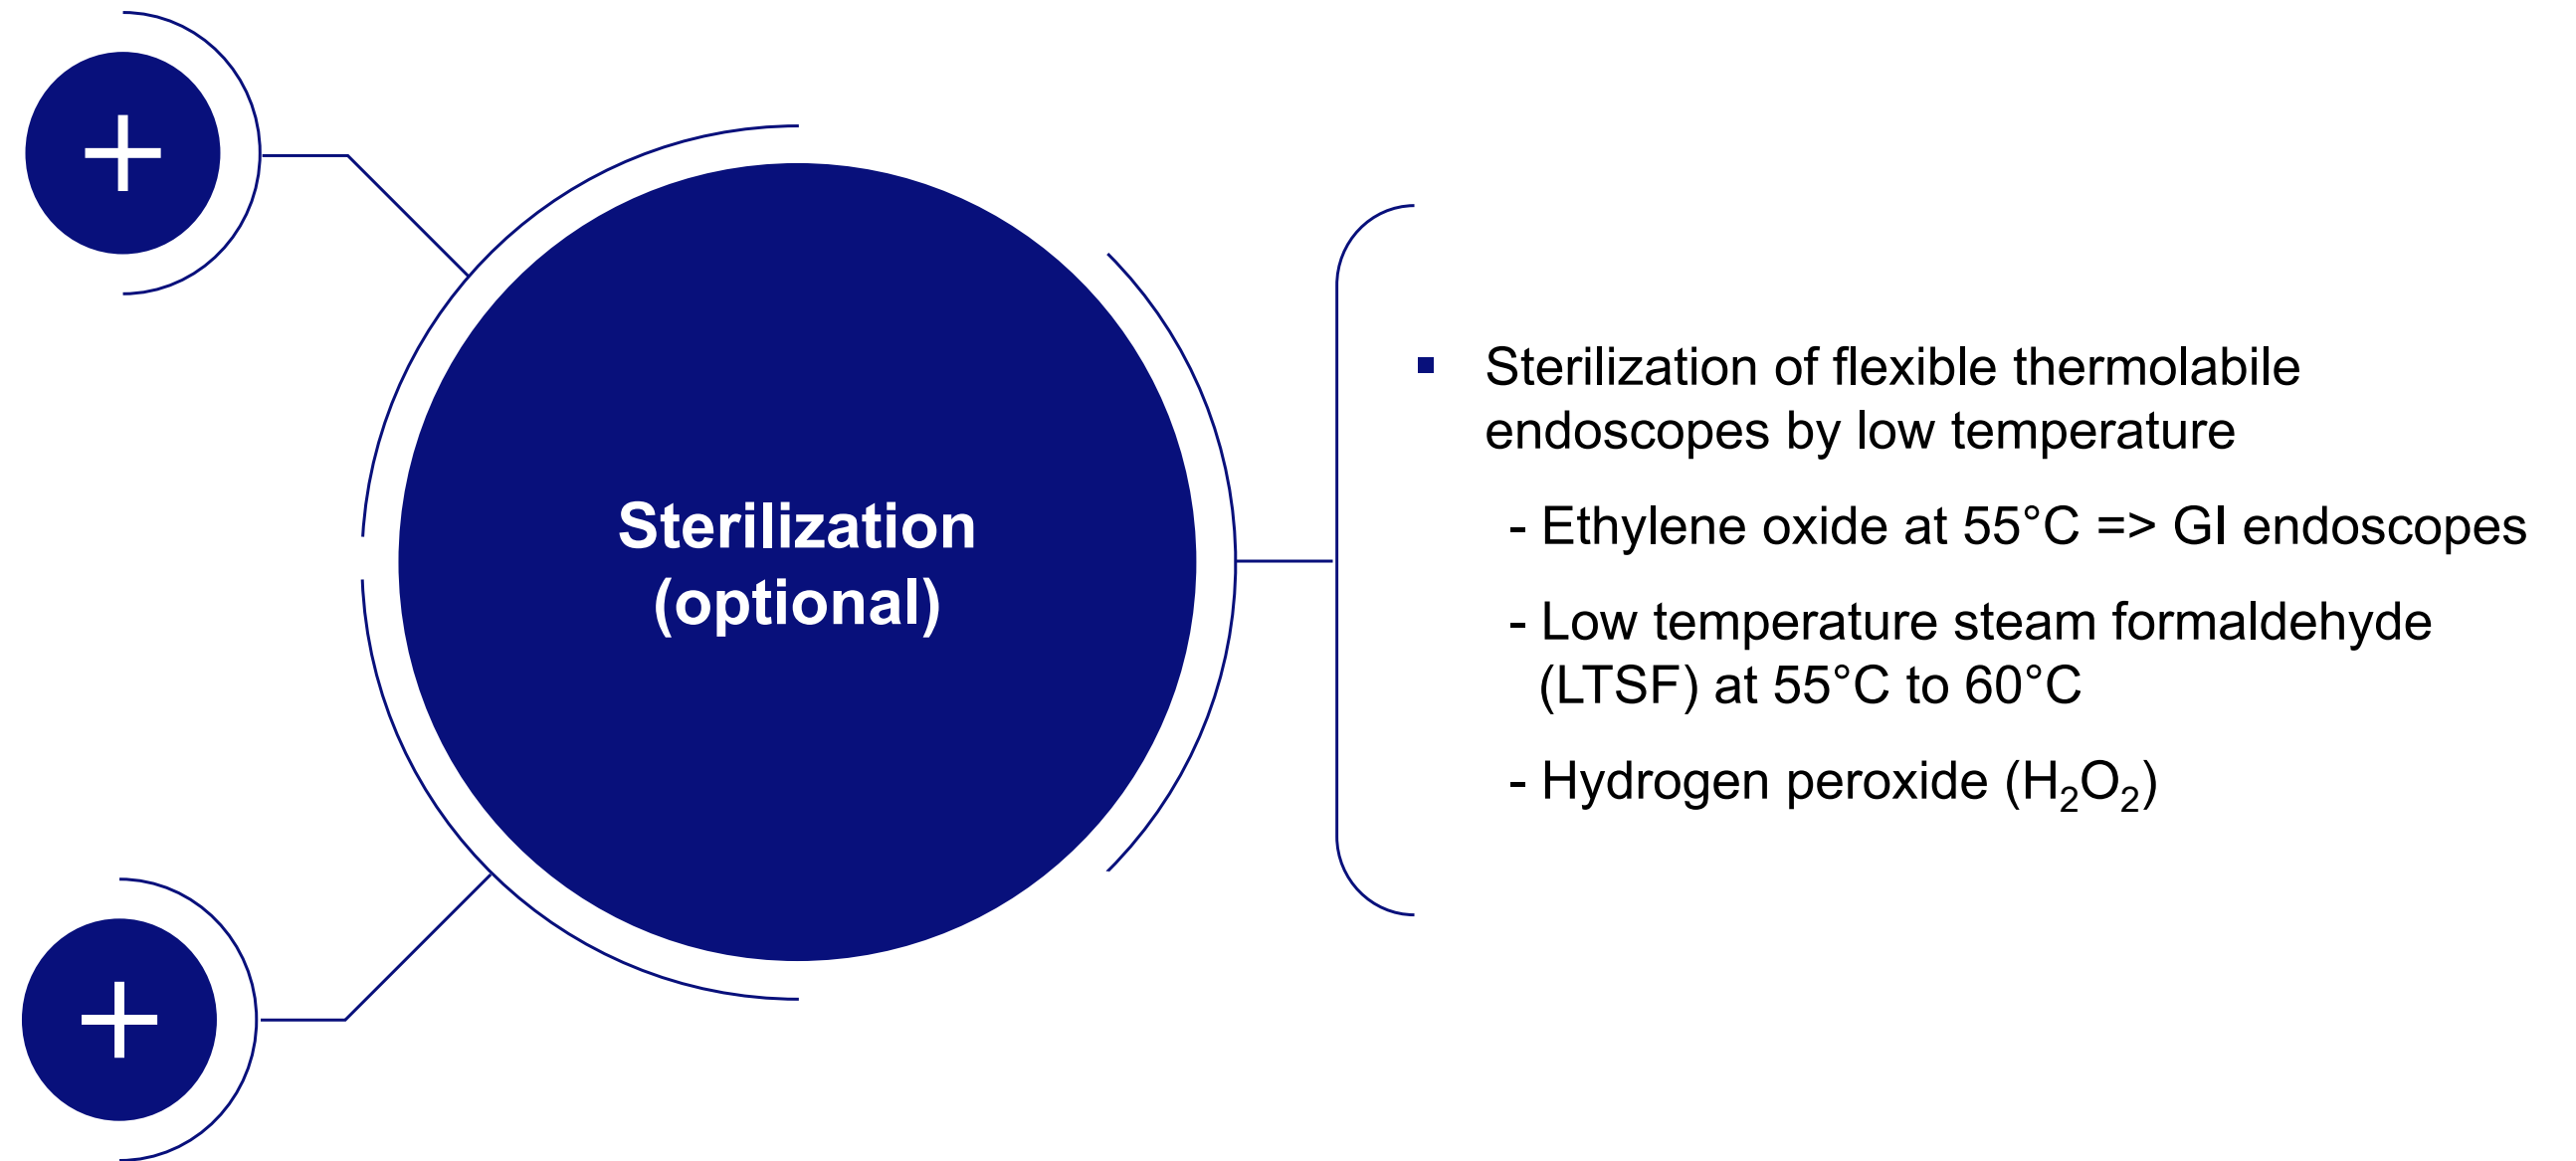 Sterilization
(optional)
▪ Sterilization of flexible thermolabile
endoscopes by low temperature
- Ethylene oxide at 55°C => GI endoscopes
- Low temperature steam formaldehyde
(LTSF) at 55°C to 60°C
- Hydrogen peroxide (H₂O₂)